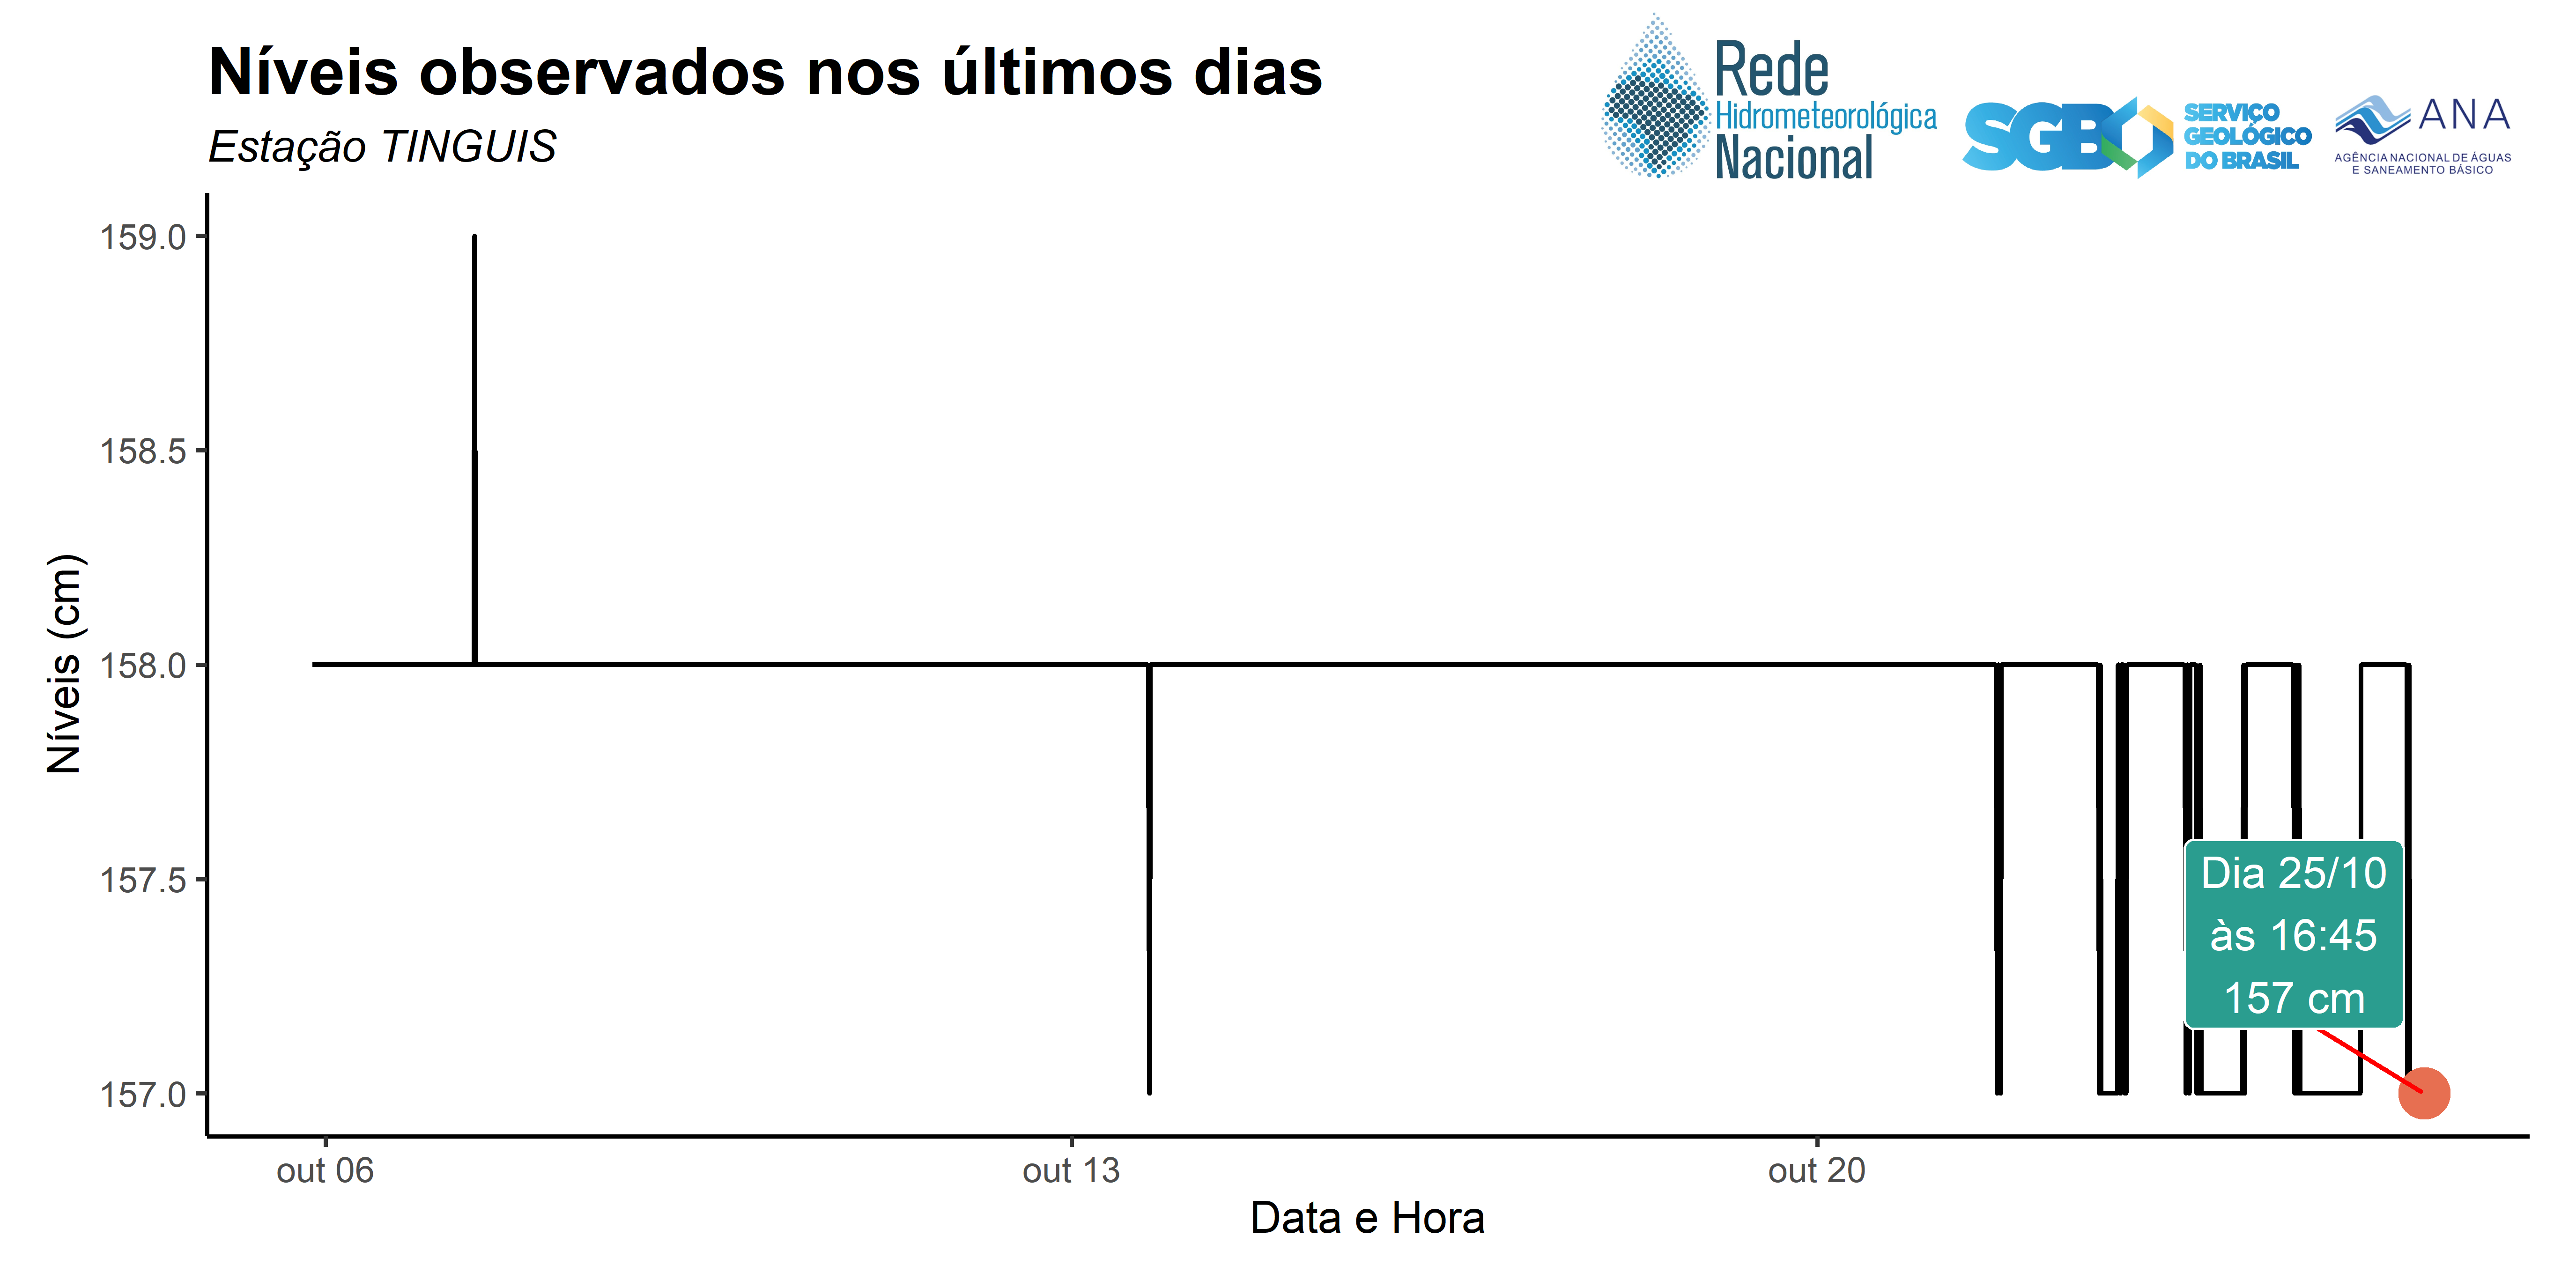 Níveis observados nos últimos dias
Estação TINGUIS
Rede
Hidrometeorológica
Nacional
SGB
SERVIÇO
GEOLÓGICO
DO BRASIL
ANA
AGÊNCIA NACIONAL DE ÁGUAS
E SANEAMENTO BÁSICO
Níveis (cm)
159.0
158.5
158.0
157.5
157.0
Dia 25/10
às 16:45
157 cm
out 06
out 13
out 20
Data e Hora